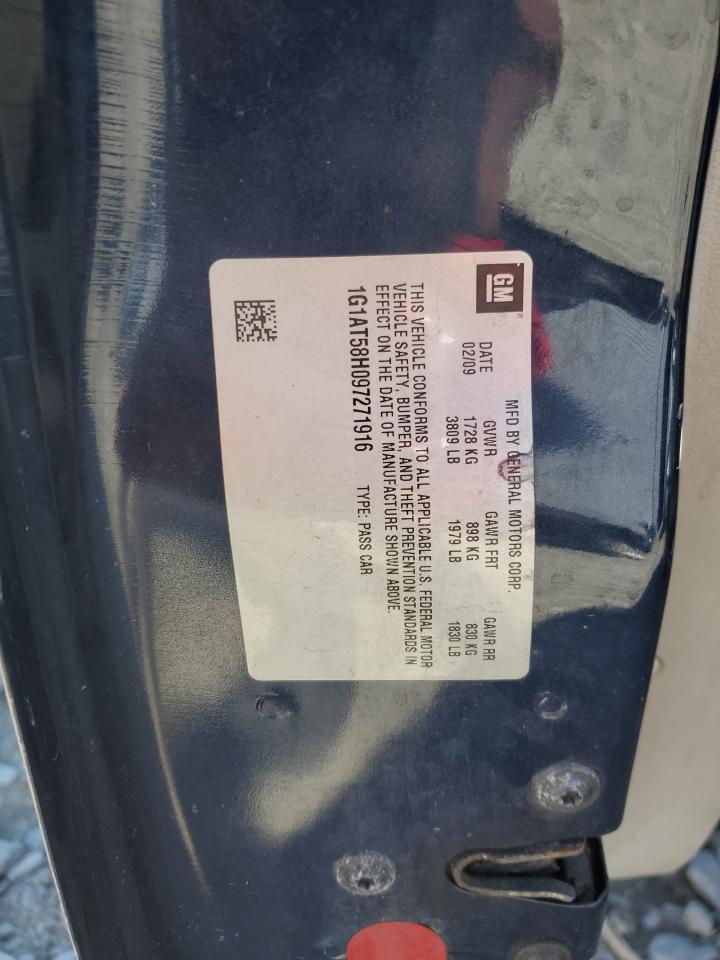 GM
MFD BY GENERAL MOTORS CORP.
DATE GVWR GAWR FRT GAWR RR
02/09 1728 KG 898 KG 830 KG
3809 LB 1979 LB 1830 LB
THIS VEHICLE CONFORMS TO ALL APPLICABLE U.S. FEDERAL MOTOR
VEHICLE SAFETY, BUMPER, AND THEFT PREVENTION STANDARDS IN
EFFECT ON THE DATE OF MANUFACTURE SHOWN ABOVE.
1G1AT58H097271916 TYPE: PASS CAR